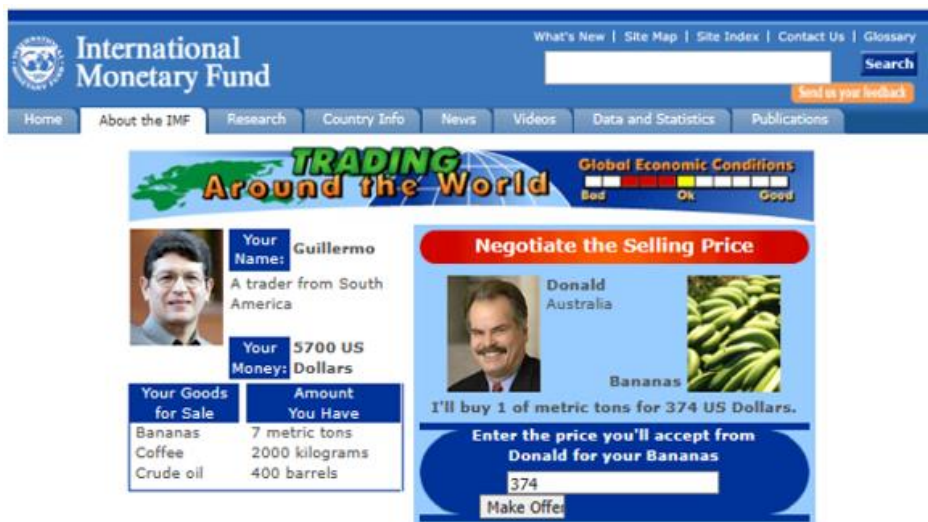 What's New | Site Map | Site Index | Contact Us | Glossary
International
Monetary Fund
Search
Send us your feedback
Home About the IMF Research Country Info News Videos Data and Statistics Publications
TRADING
Around the World
Global Economic Conditions
Bad Ok Good
Your
Name: Guillermo
A trader from South
America
Your
Money: 5700 US
Dollars
Your Goods
for Sale
Amount
You Have
Bananas 7 metric tons
Coffee 2000 kilograms
Crude oil 400 barrels
Negotiate the Selling Price
Donald
Australia
Bananas
I'll buy 1 of metric tons for 374 US Dollars.
Enter the price you'll accept from
Donald for your Bananas
374
Make Offer